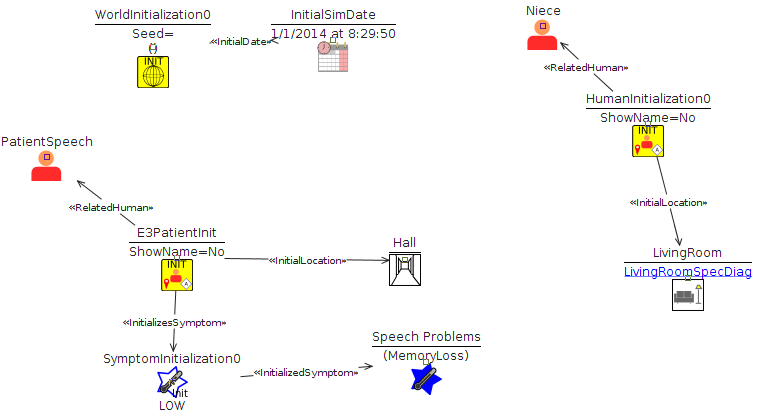 WorldInitialization0
Seed=
INIT
«InitialDate»
InitialSimDate
1/1/2014 at 8:29:50
Niece
«RelatedHuman»
HumanInitialization0
ShowName=No
INIT
A
«InitialLocation»
LivingRoom
LivingRoomSpecDiag
PatientSpeech
«RelatedHuman»
E3PatientInit
ShowName=No
INIT
A
«InitialLocation»
Hall
«InitializesSymptom»
SymptomInitialization0
Init
LOW
«InitializedSymptom»
Speech Problems
(MemoryLoss)